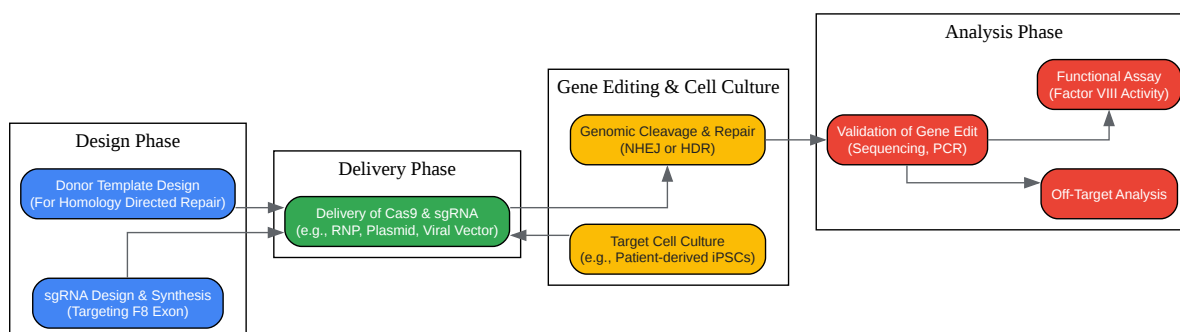 Design Phase
Donor Template Design
(For Homology Directed Repair)
sgRNA Design & Synthesis
(Targeting F8 Exon)
Delivery Phase
Delivery of Cas9 & sgRNA
(e.g., RNP, Plasmid, Viral Vector)
Gene Editing & Cell Culture
Genomic Cleavage & Repair
(NHEJ or HDR)
Target Cell Culture
(e.g., Patient-derived iPSCs)
Analysis Phase
Validation of Gene Edit
(Sequencing, PCR)
Functional Assay
(Factor VIII Activity)
Off-Target Analysis